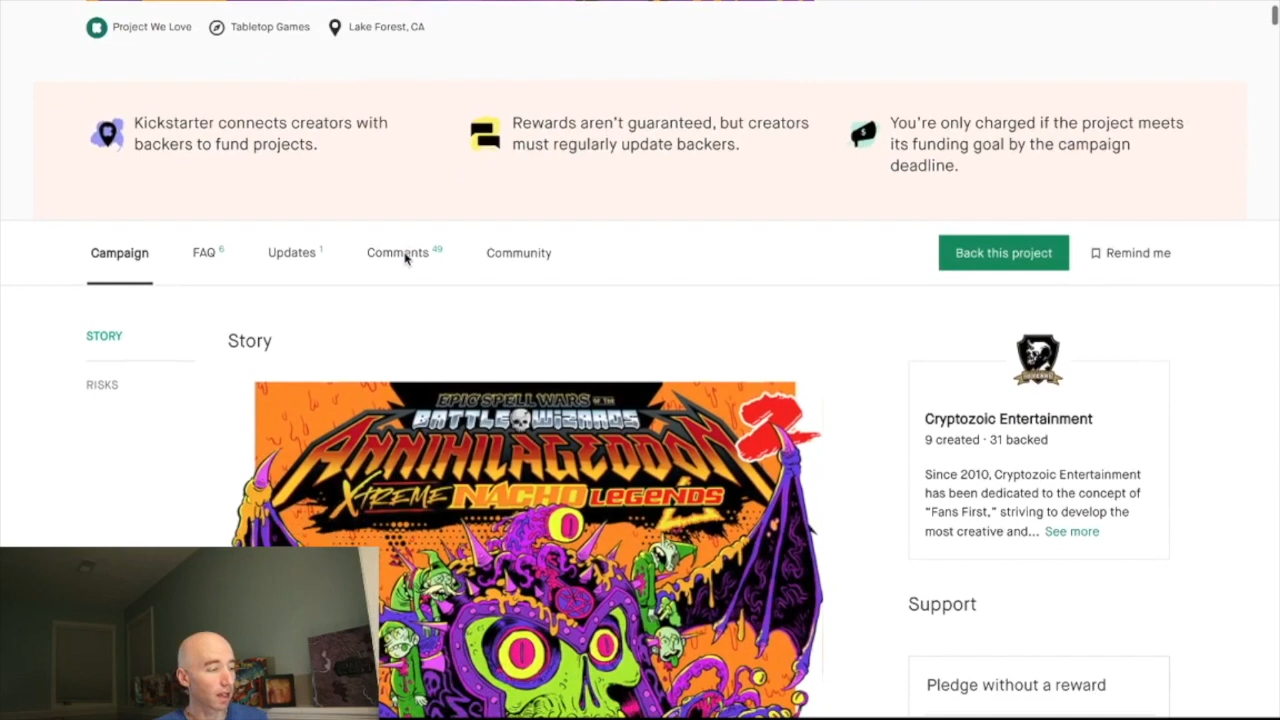 Project We Love
Tabletop Games
Lake Forest, CA
Kickstarter connects creators with
backers to fund projects.
Rewards aren't guaranteed, but creators
must regularly update backers.
You're only charged if the project meets
its funding goal by the campaign
deadline.
Campaign
FAQ 6
Updates 1
Comments 49
Community
Back this project
Remind me
STORY
RISKS
Story
EPIC SPELL WARS OF THE
BATTLE WIZARDS
ANNIHILAGEDDON 2
XTREME NACHO LEGENDS
Cryptozoic Entertainment
9 created · 31 backed
Since 2010, Cryptozoic Entertainment
has been dedicated to the concept of
“Fans First,” striving to develop the
most creative and... See more
Support
Pledge without a reward